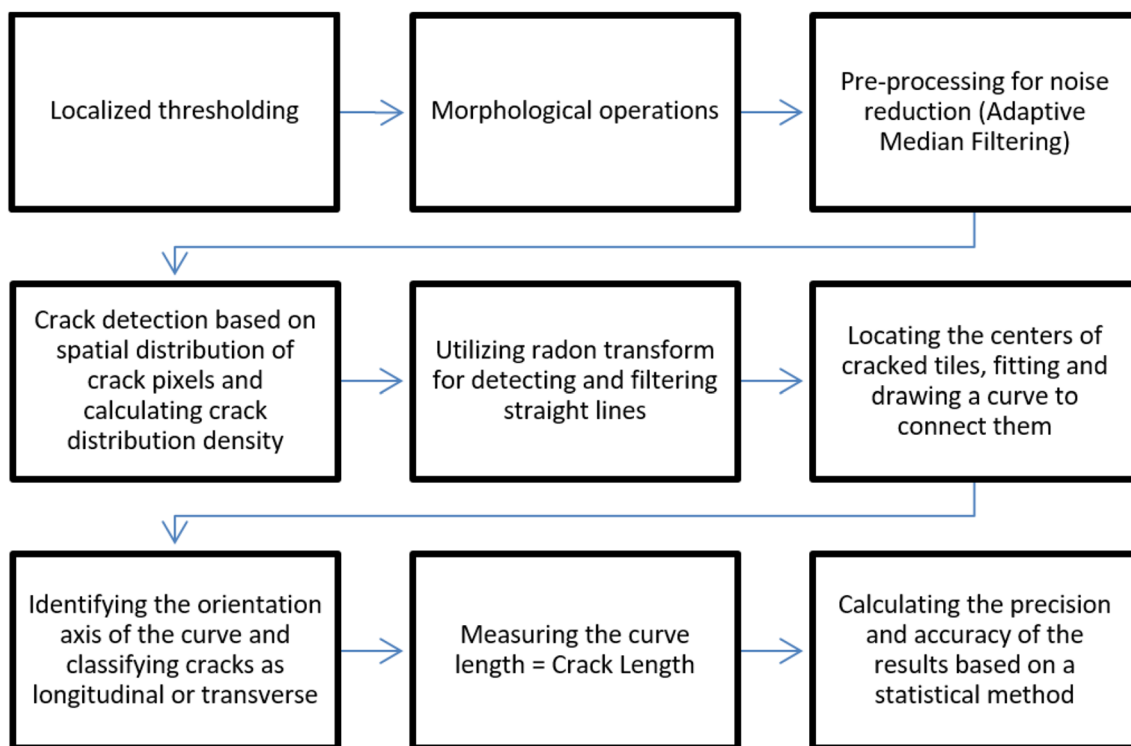 Localized thresholding
Morphological operations
Pre-processing for noise
reduction (Adaptive
Median Filtering)
Crack detection based on
spatial distribution of
crack pixels and
calculating crack
distribution density
Utilizing radon transform
for detecting and filtering
straight lines
Locating the centers of
cracked tiles, fitting and
drawing a curve to
connect them
Identifying the orientation
axis of the curve and
classifying cracks as
longitudinal or transverse
Measuring the curve
length = Crack Length
Calculating the precision
and accuracy of the
results based on a
statistical method